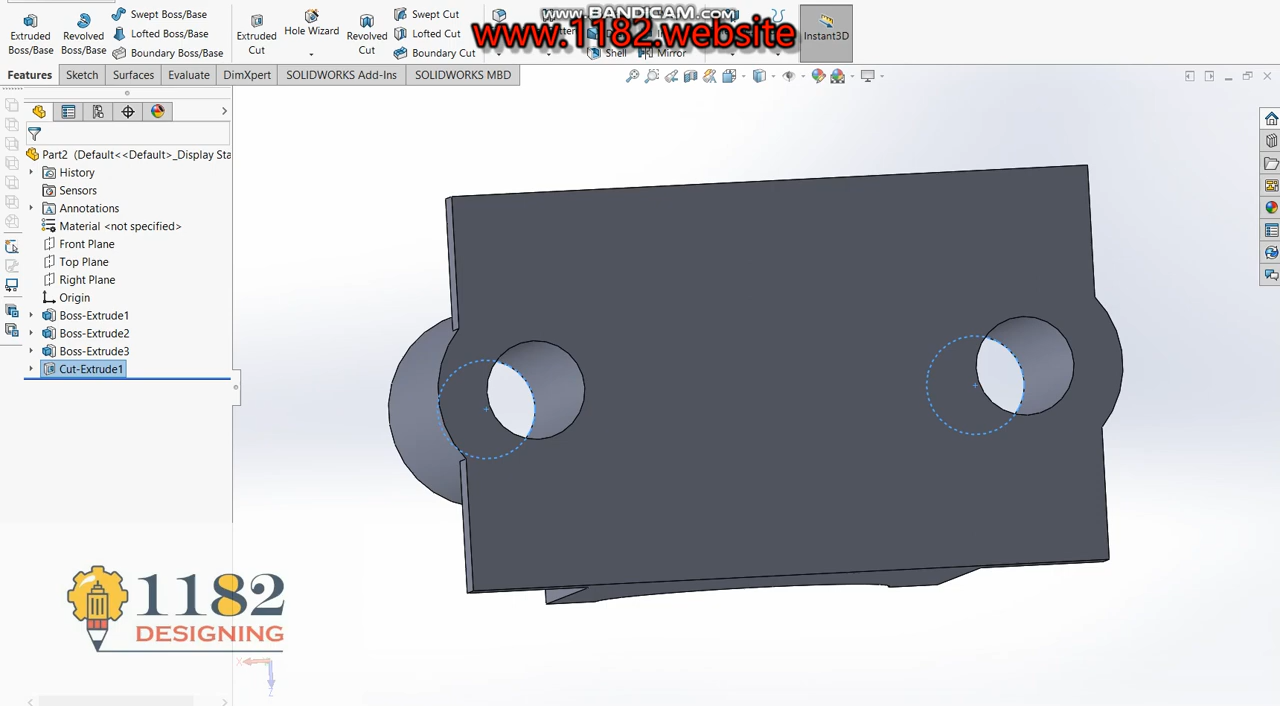 www.BANDICAM.com
www.1182.website
Extruded
Boss/Base
Revolved
Boss/Base
Swept Boss/Base
Lofted Boss/Base
Boundary Boss/Base
Extruded
Cut
Hole Wizard
Revolved
Cut
Swept Cut
Lofted Cut
Boundary Cut
Shell
Mirror
Instant3D
Features
Sketch
Surfaces
Evaluate
DimXpert
SOLIDWORKS Add-Ins
SOLIDWORKS MBD
Part2 (Default<<Default>_Display Sta
History
Sensors
Annotations
Material <not specified>
Front Plane
Top Plane
Right Plane
Origin
Boss-Extrude1
Boss-Extrude2
Boss-Extrude3
Cut-Extrude1
1182
DESIGNING
X
Z